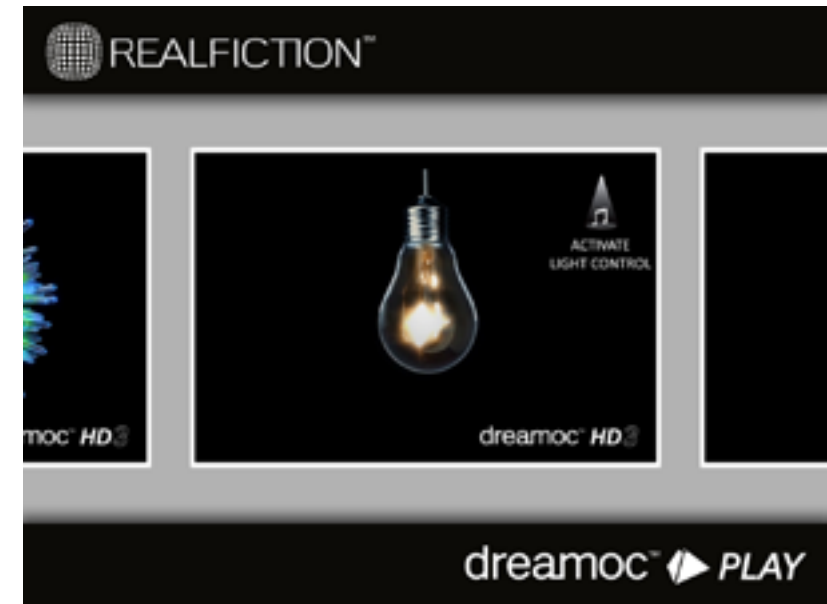 REALFICTION™
ACTIVATE
LIGHT CONTROL
moc™ HD3
dreamoc™ HD3
dreamoc™ PLAY